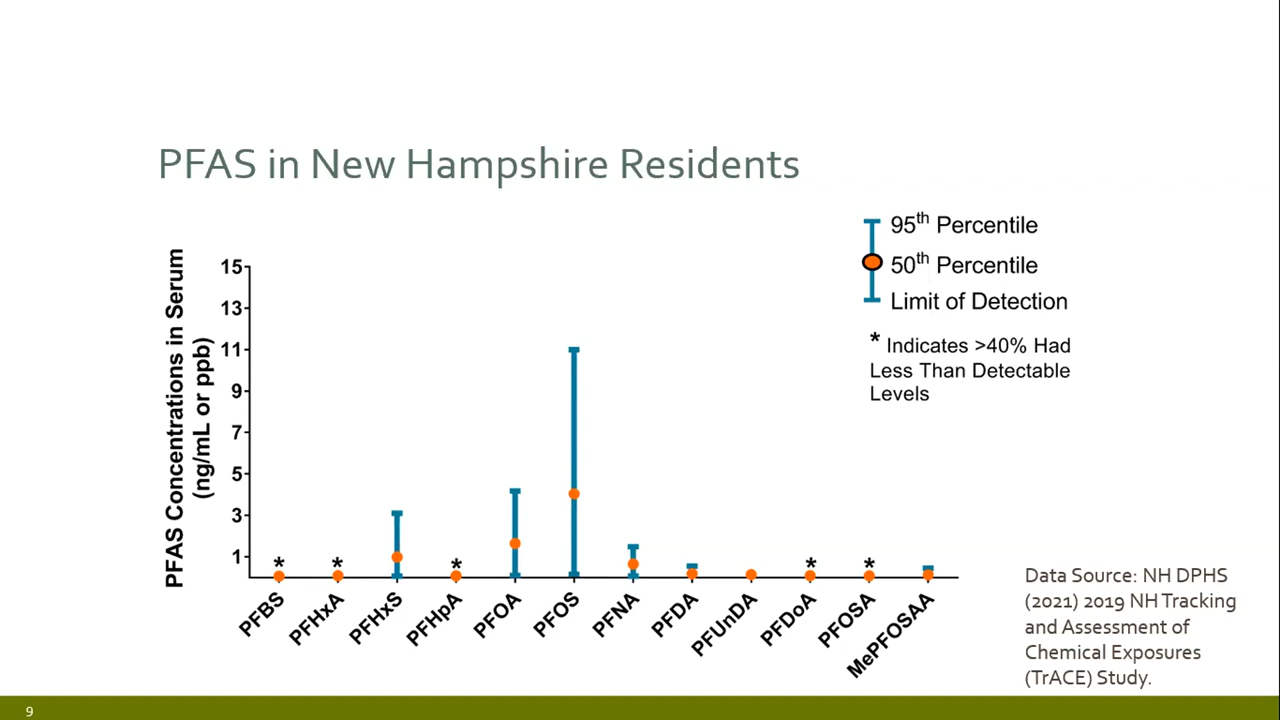 PFAS in New Hampshire Residents
95th Percentile
50th Percentile
Limit of Detection
* Indicates >40% Had
Less Than Detectable
Levels
PFAS Concentrations in Serum
(ng/mL or ppb)
15
13
11
9
7
5
3
1
* * * * *
PFBS
PFHxA
PFHxS
PFHpA
PFOA
PFOS
PFNA
PFDA
PFUnDA
PFDoA
PFOSA
MePFOSAA
Data Source: NH DPHS
(2021) 2019 NH Tracking
and Assessment of
Chemical Exposures
(TrACE) Study.
9